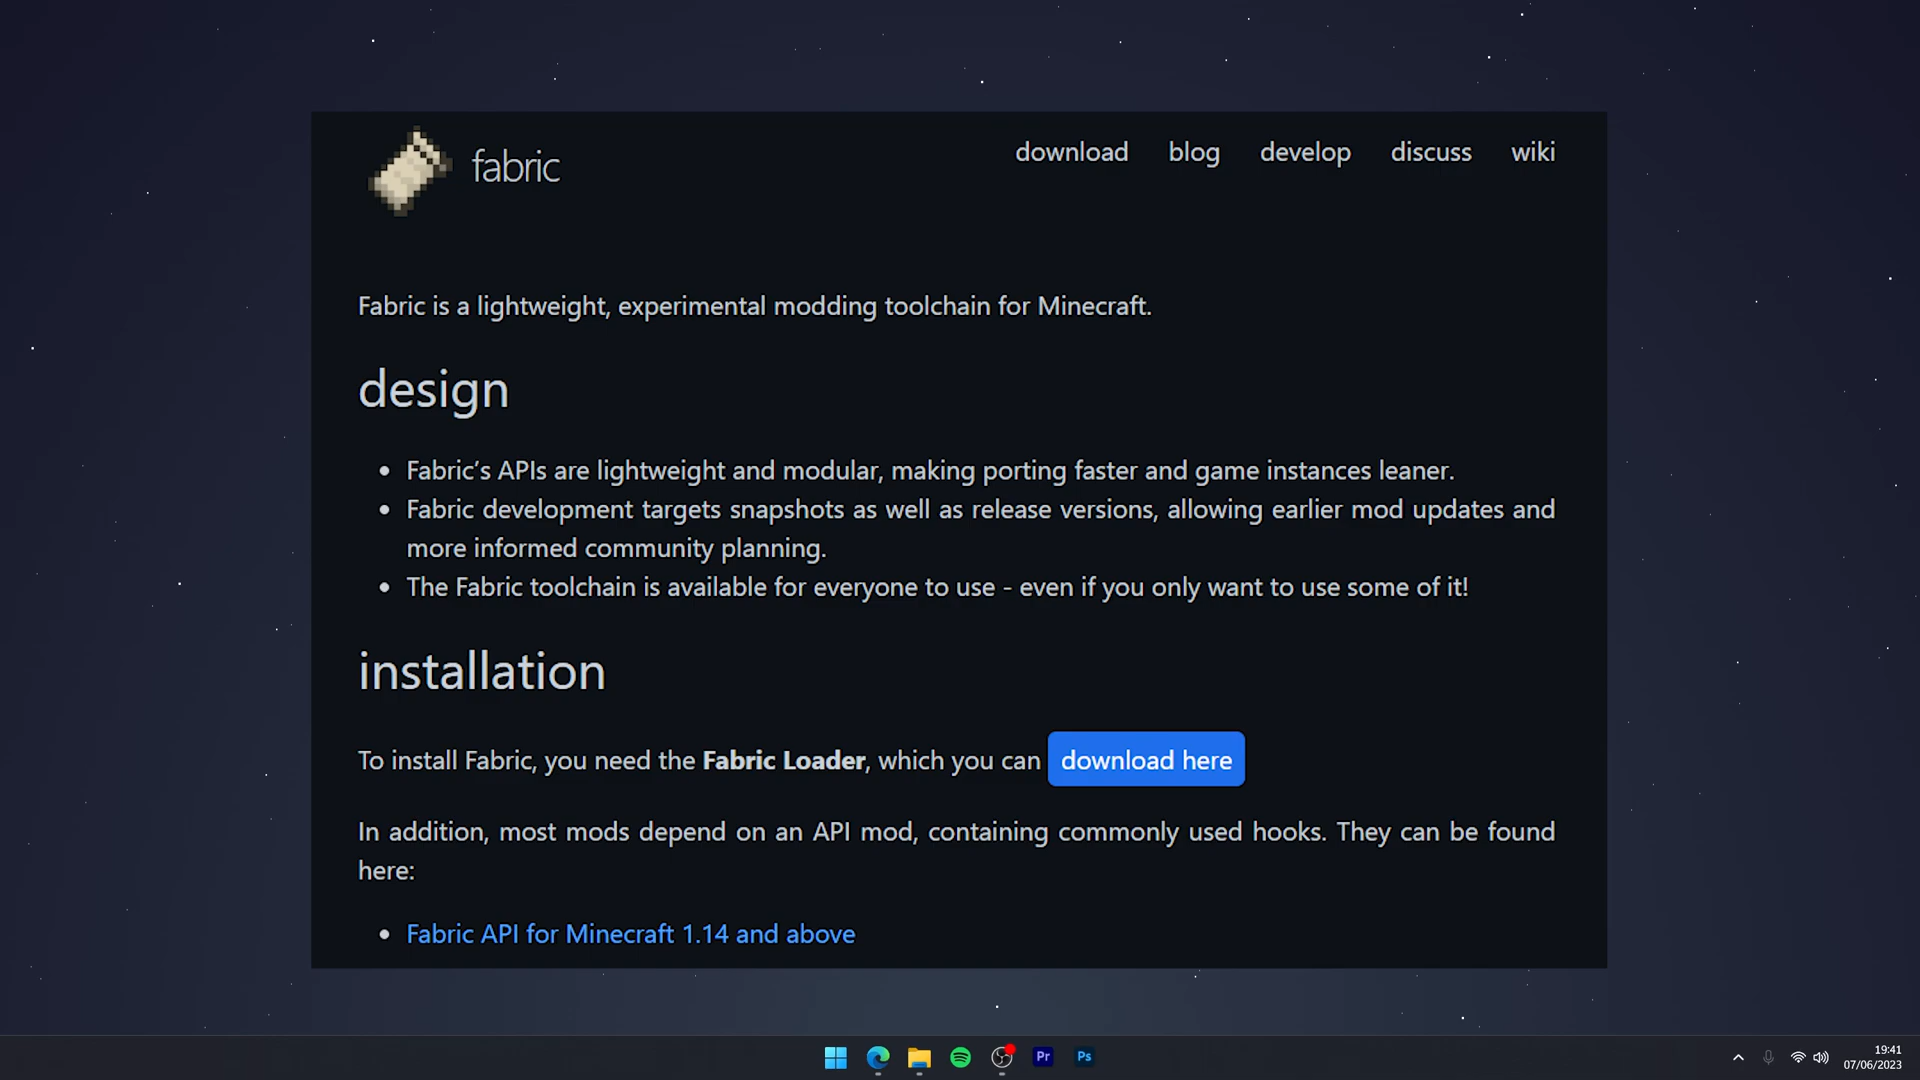 fabric
download blog develop discuss wiki
Fabric is a lightweight, experimental modding toolchain for Minecraft.
design
• Fabric's APIs are lightweight and modular, making porting faster and game instances leaner.
• Fabric development targets snapshots as well as release versions, allowing earlier mod updates and
more informed community planning.
• The Fabric toolchain is available for everyone to use - even if you only want to use some of it!
installation
To install Fabric, you need the Fabric Loader, which you can download here
In addition, most mods depend on an API mod, containing commonly used hooks. They can be found
here:
• Fabric API for Minecraft 1.14 and above
Pr Ps
19:41
07/06/2023